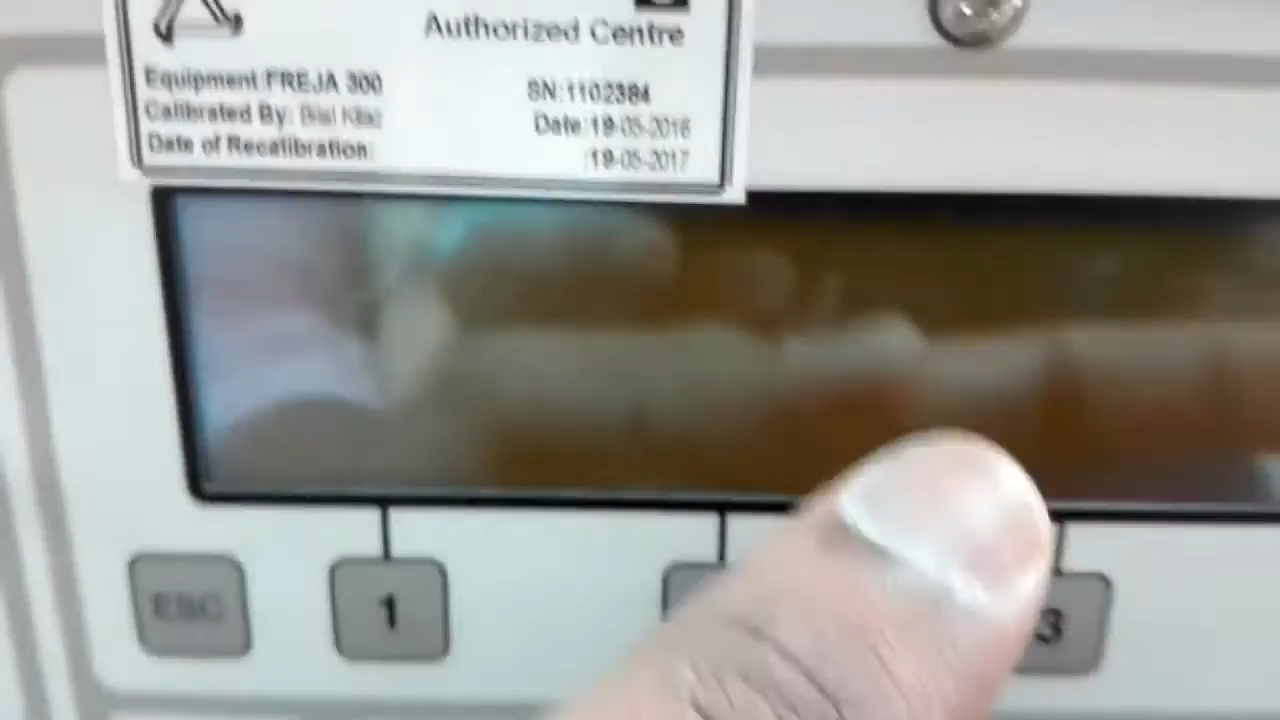 Authorized Centre
Equipment:FREJA 300
SN:1102384
Calibrated By:
Date:19-05-2016
Date of Recalibration:
:19-05-2017
ESC
1
3